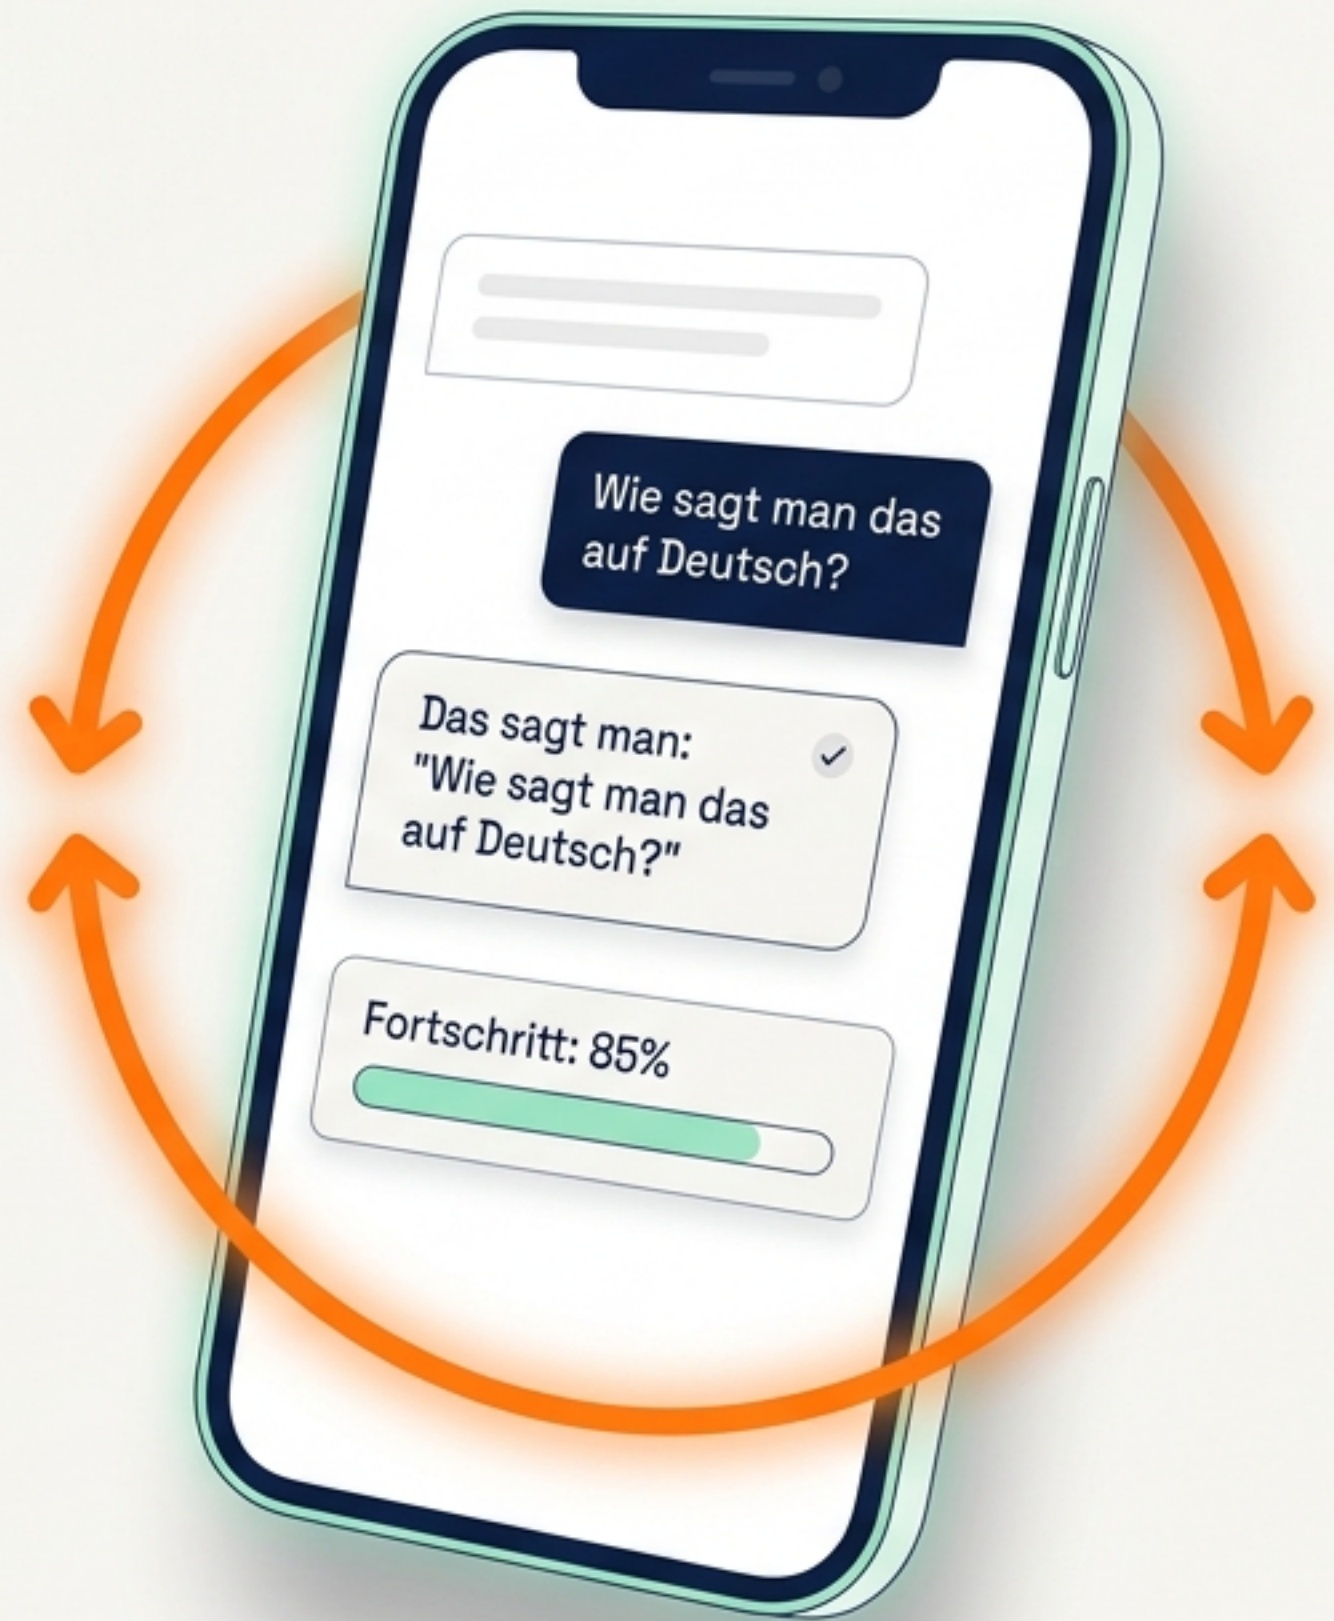 Wie sagt man das
auf Deutsch?
Das sagt man:
"Wie sagt man das
auf Deutsch?"
Fortschritt: 85%